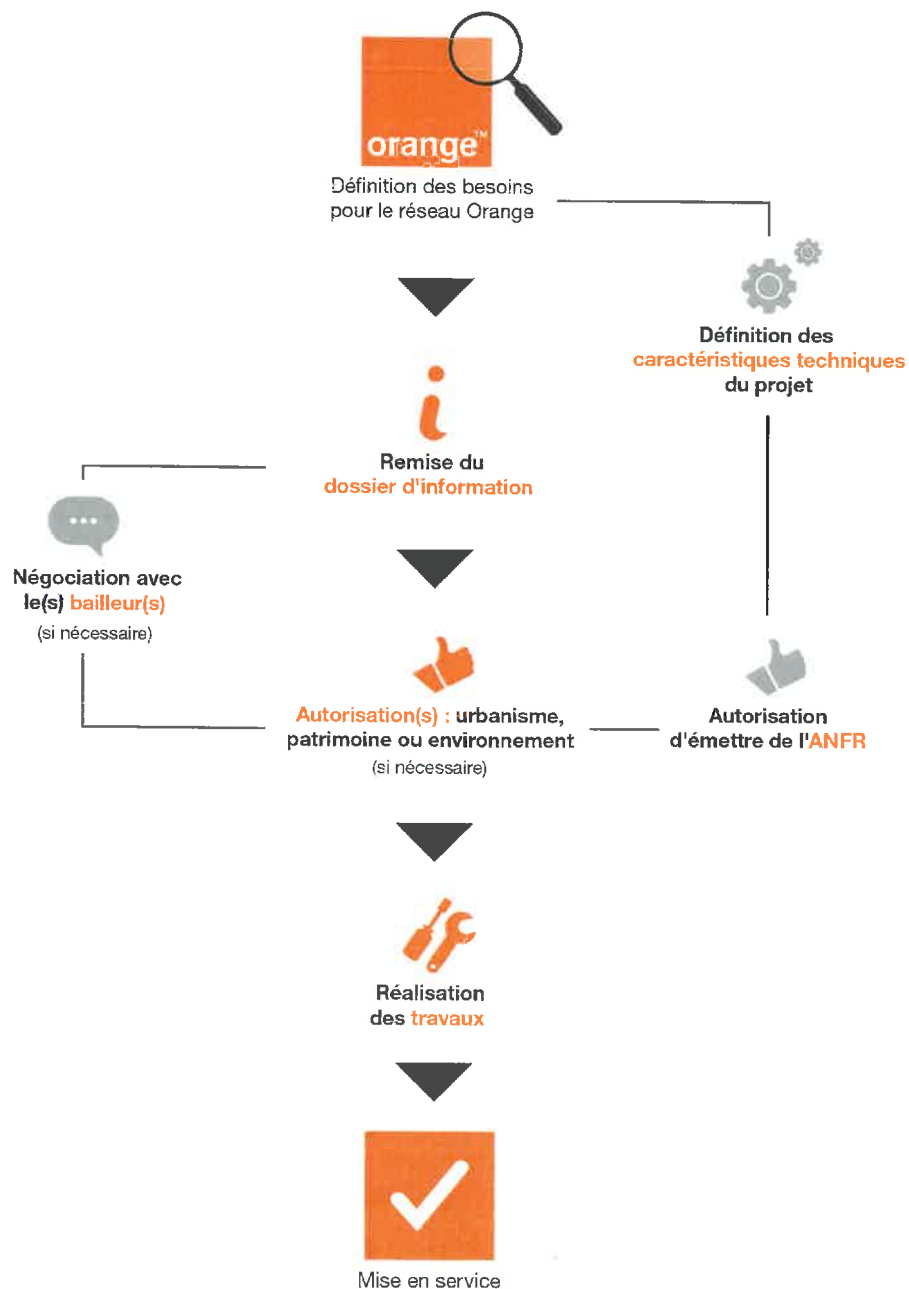 orange™
Définition des besoins
pour le réseau Orange
Définition des
caractéristiques techniques
du projet
Remise du
dossier d'information
Négociation avec
le(s) bailleur(s)
(si nécessaire)
Autorisation(s) : urbanisme,
patrimoine ou environnement
(si nécessaire)
Autorisation
d'émettre de l'ANFR
Réalisation
des travaux
Mise en service